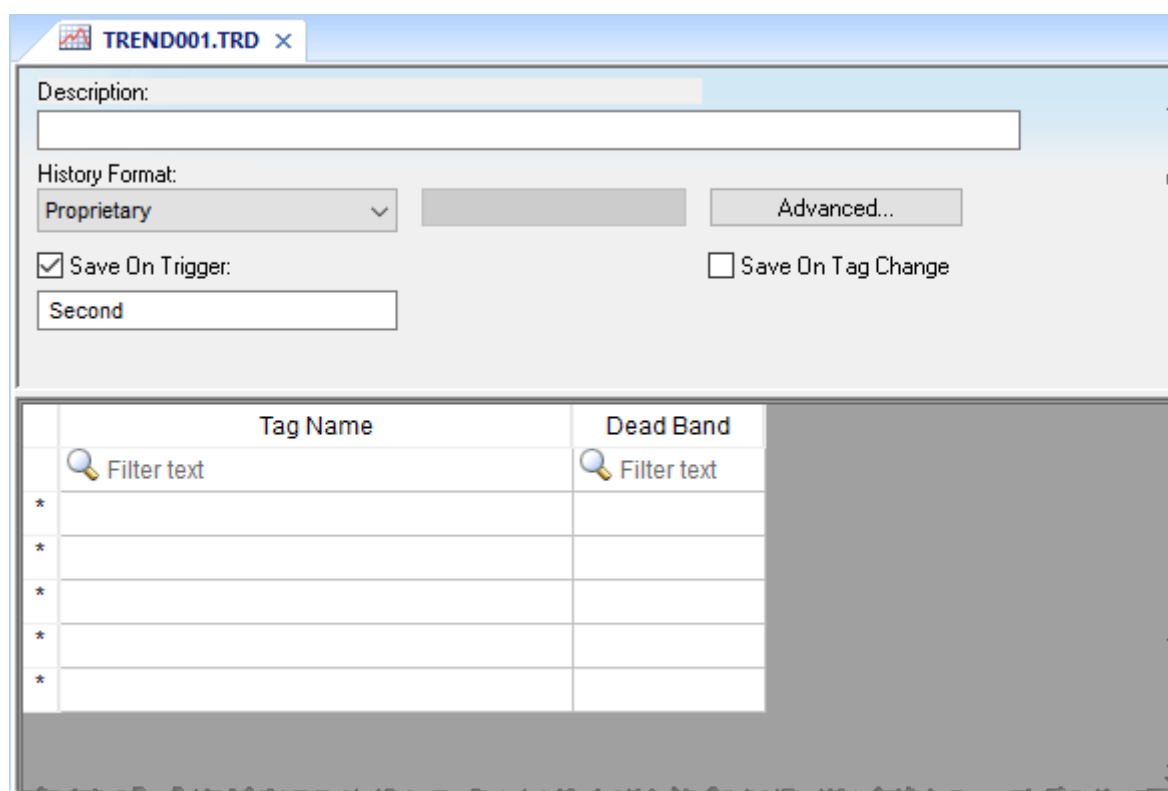 TREND001.TRD
Description:
History Format:
Proprietary Advanced...
Save On Trigger: Save On Tag Change
Second
Tag Name Dead Band
Filter text Filter text
*
*
*
*
*